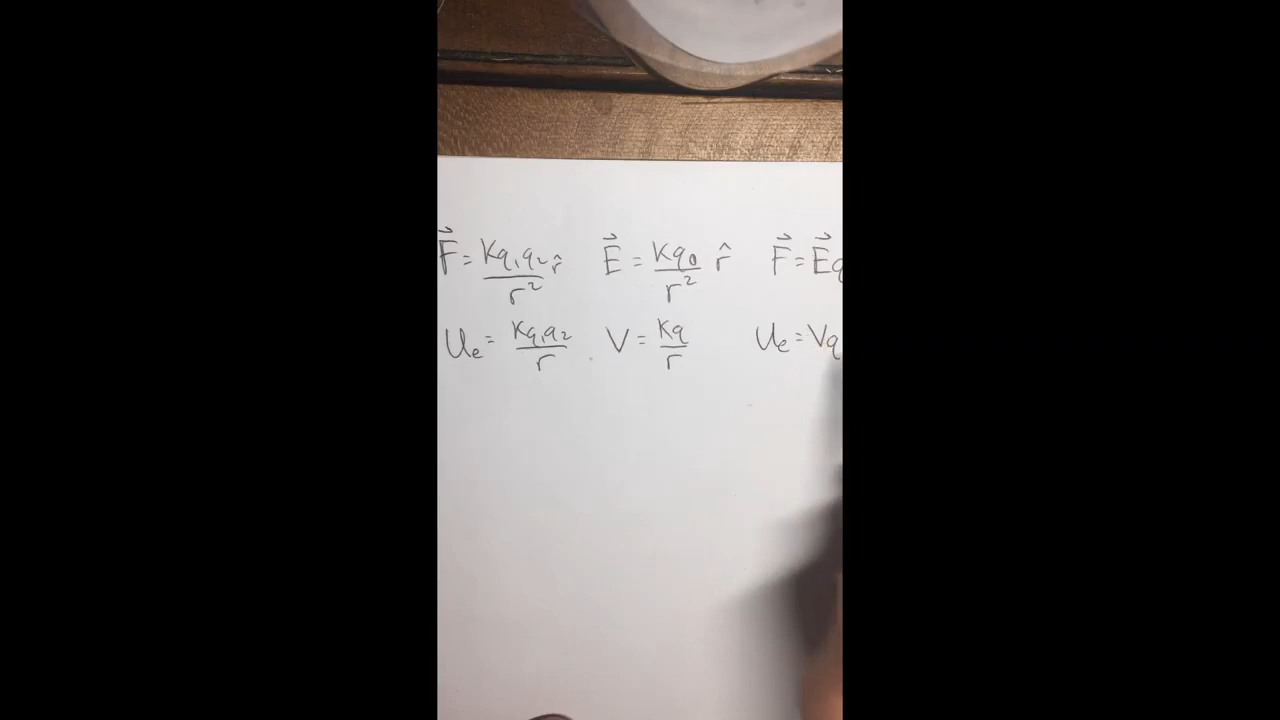 F⃗ = Kq₁q₂/r² r̂   E⃗ = Kq₀/r² r̂   F⃗ = E⃗q
Uₑ = Kq₁q₂/r   V = Kq/r   Uₑ = Vq